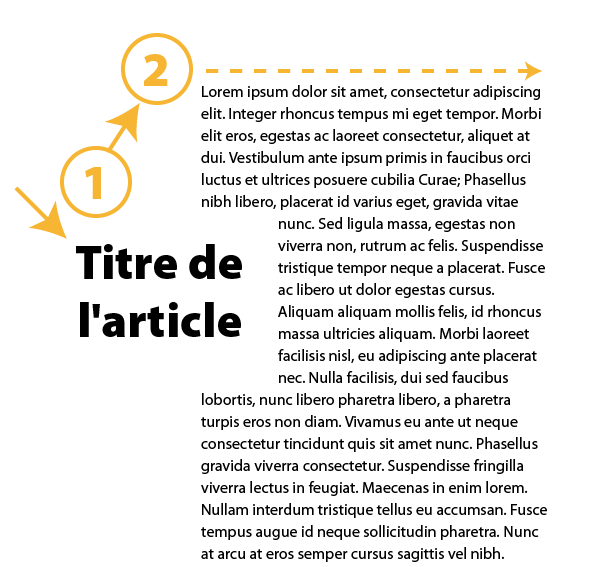 1
Titre de
l'article
2
Lorem ipsum dolor sit amet, consectetur adipiscing
elit. Integer rhoncus tempus mi eget tempor. Morbi
elit eros, egestas ac laoreet consectetur, aliquet at
dui. Vestibulum ante ipsum primis in faucibus orci
luctus et ultrices posuere cubilia Curae; Phasellus
nibh libero, placerat id varius eget, gravida vitae
nunc. Sed ligula massa, egestas non
viverra non, rutrum ac felis. Suspendisse
tristique tempor neque a placerat. Fusce
ac libero ut dolor egestas cursus.
Aliquam aliquam mollis felis, id rhoncus
massa ultricies aliquam. Morbi laoreet
facilisis nisl, eu adipiscing ante placerat
nec. Nulla facilisis, dui sed faucibus
lobortis, nunc libero pharetra libero, a pharetra
turpis eros non diam. Vivamus eu ante ut neque
consectetur tincidunt quis sit amet nunc. Phasellus
gravida viverra consectetur. Suspendisse fringilla
viverra lectus in feugiat. Maecenas in enim lorem.
Nullam interdum tristique tellus eu accumsan. Fusce
tempus augue id neque sollicitudin pharetra. Nunc
at arcu at eros semper cursus sagittis vel nibh.